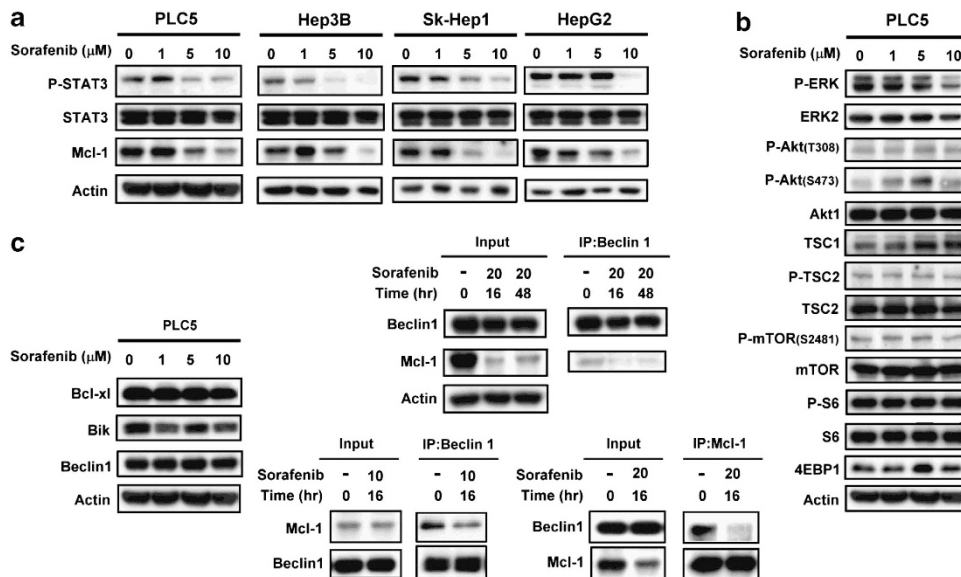 a
PLC5 Hep3B Sk-Hep1 HepG2
Sorafenib (μM) 0 1 5 10 0 1 5 10 0 1 5 10 0 1 5 10
P-STAT3
STAT3
Mcl-1
Actin
b
PLC5
Sorafenib (μM) 0 1 5 10
P-ERK
ERK2
P-Akt(T308)
P-Akt(S473)
Akt1
TSC1
P-TSC2
TSC2
P-mTOR(S2481)
mTOR
P-S6
S6
4EBP1
Actin
c
PLC5
Sorafenib (μM)
0 1 5 10
Bcl-xl
Bik
Beclin1
Actin
Input IP:Beclin 1
Sorafenib - 20 20 - 20 20
Time (hr) 0 16 48 0 16 48
Beclin1
Mcl-1
Actin
Input IP:Beclin 1
Sorafenib - 10 - 10
Time (hr) 0 16 0 16
Mcl-1
Beclin1
Input IP:Mcl-1
Sorafenib - 20 - 20
Time (hr) 0 16 0 16
Beclin1
Mcl-1